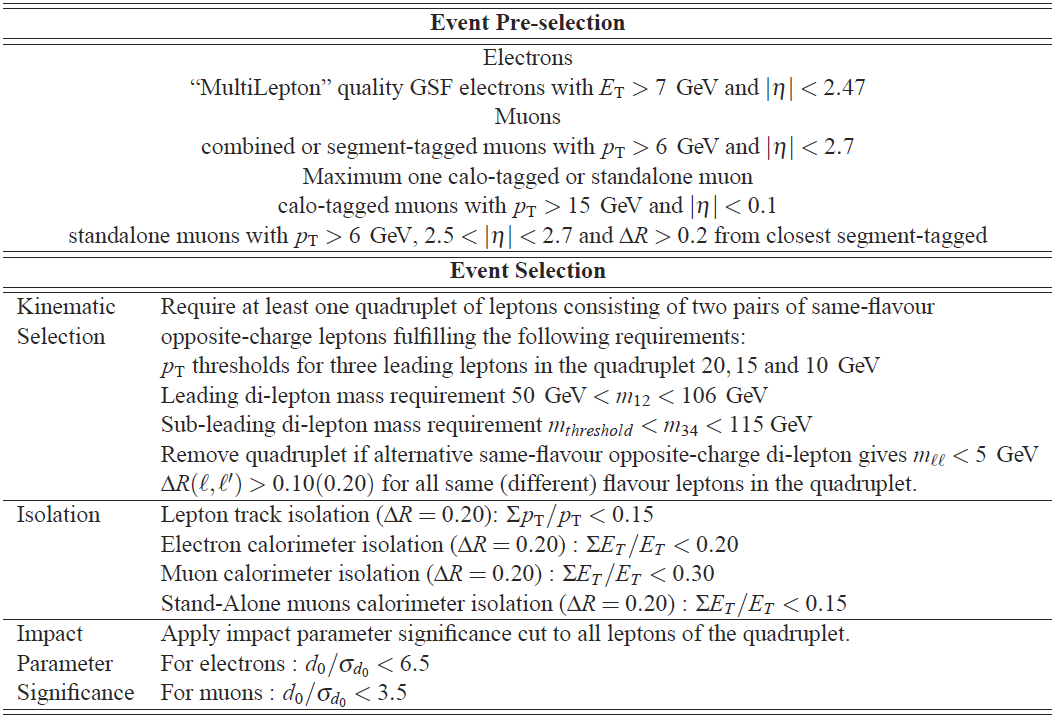 Event Pre-selection
Electrons
“MultiLepton” quality GSF electrons with E_T > 7 GeV and |η| < 2.47
Muons
combined or segment-tagged muons with p_T > 6 GeV and |η| < 2.7
Maximum one calo-tagged or standalone muon
calo-tagged muons with p_T > 15 GeV and |η| < 0.1
standalone muons with p_T > 6 GeV, 2.5 < |η| < 2.7 and ΔR > 0.2 from closest segment-tagged
Event Selection
Kinematic Require at least one quadruplet of leptons consisting of two pairs of same-flavour
Selection opposite-charge leptons fulfilling the following requirements:
p_T thresholds for three leading leptons in the quadruplet 20, 15 and 10 GeV
Leading di-lepton mass requirement 50 GeV < m_12 < 106 GeV
Sub-leading di-lepton mass requirement m_threshold < m_34 < 115 GeV
Remove quadruplet if alternative same-flavour opposite-charge di-lepton gives m_ℓℓ < 5 GeV
ΔR(ℓ, ℓ′) > 0.10(0.20) for all same (different) flavour leptons in the quadruplet.
Isolation Lepton track isolation (ΔR = 0.20): Σp_T/p_T < 0.15
Electron calorimeter isolation (ΔR = 0.20) : ΣE_T/E_T < 0.20
Muon calorimeter isolation (ΔR = 0.20) : ΣE_T/E_T < 0.30
Stand-Alone muons calorimeter isolation (ΔR = 0.20) : ΣE_T/E_T < 0.15
Impact Apply impact parameter significance cut to all leptons of the quadruplet.
Parameter For electrons : d_0/σ_d_0 < 6.5
Significance For muons : d_0/σ_d_0 < 3.5